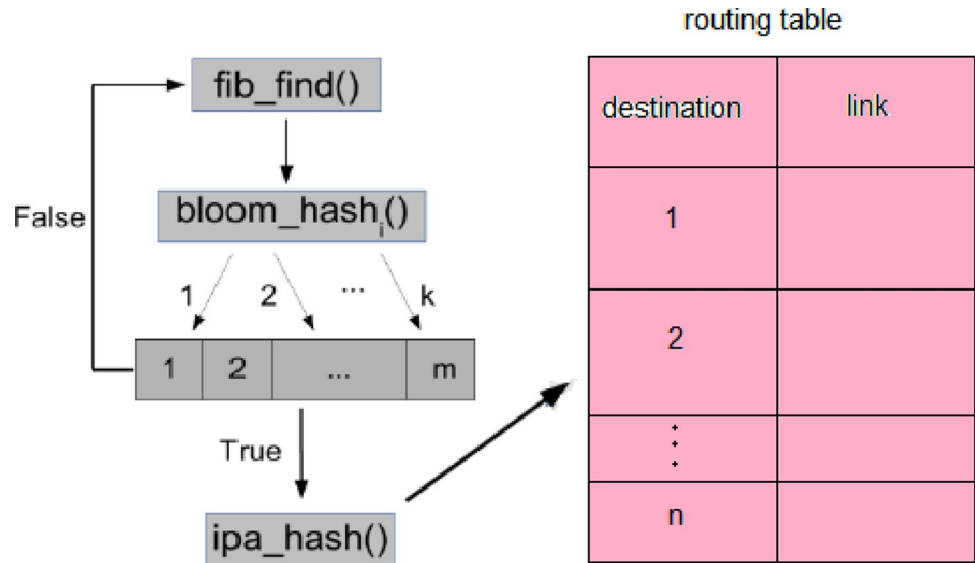 routing table
fib_find()
bloom_hash_i()
False
1 2 ... k
1 2 ... m
True
ipa_hash()
destination link
1
2
⋮
n